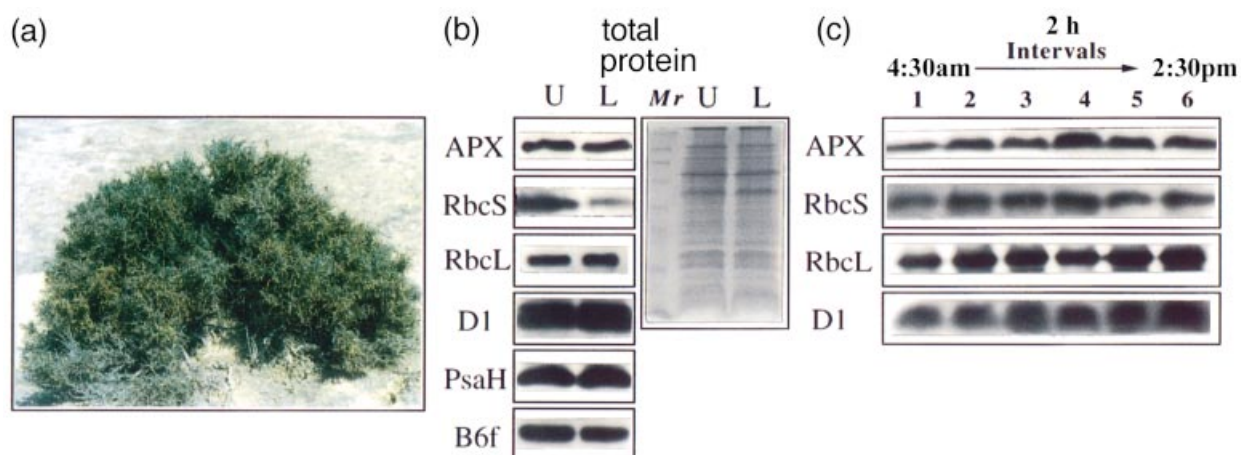 (a)
(b)
total
protein
U L Mr U L
APX
RbcS
RbcL
D1
PsaH
B6f
(c)
2 h
Intervals
4:30am 2:30pm
1 2 3 4 5 6
APX
RbcS
RbcL
D1